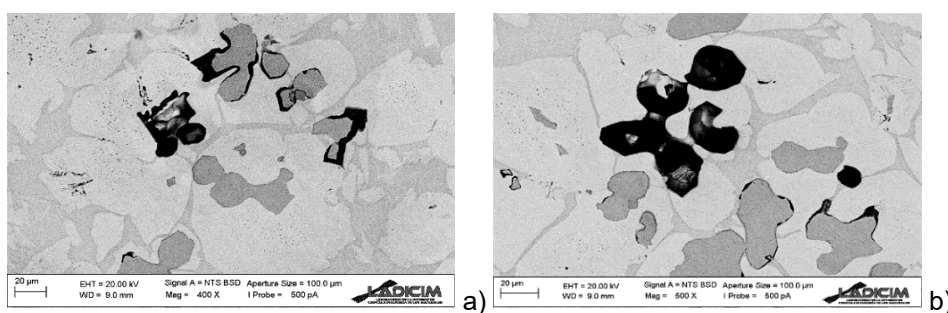 20 µm
EHT = 20.00 kV
WD = 9.0 mm
Signal A = NTS BSD
Mag = 400 X
Aperture Size = 100.0 µm
I Probe = 500 pA
LADICIM
a)
20 µm
EHT = 20.00 kV
WD = 9.0 mm
Signal A = NTS BSD
Mag = 500 X
Aperture Size = 100.0 µm
I Probe = 500 pA
LADICIM
b)